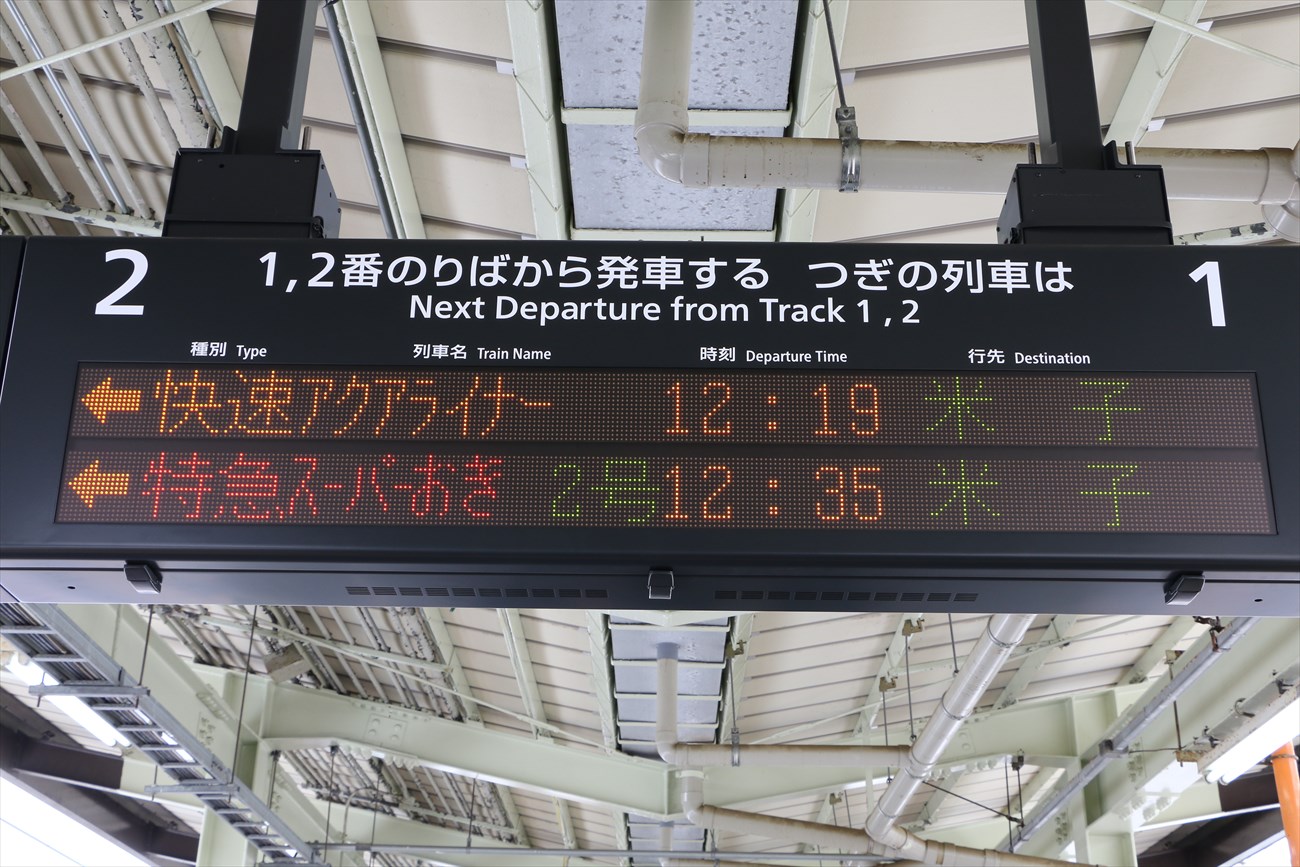 2 1,2番のりばから発車する つぎの列車は 1
Next Departure from Track 1 , 2
種別 Type 列車名 Train Name 時刻 Departure Time 行先 Destination
← 快速アクアライナー 12:19 米子
← 特急スーパーおき 2号 12:35 米子